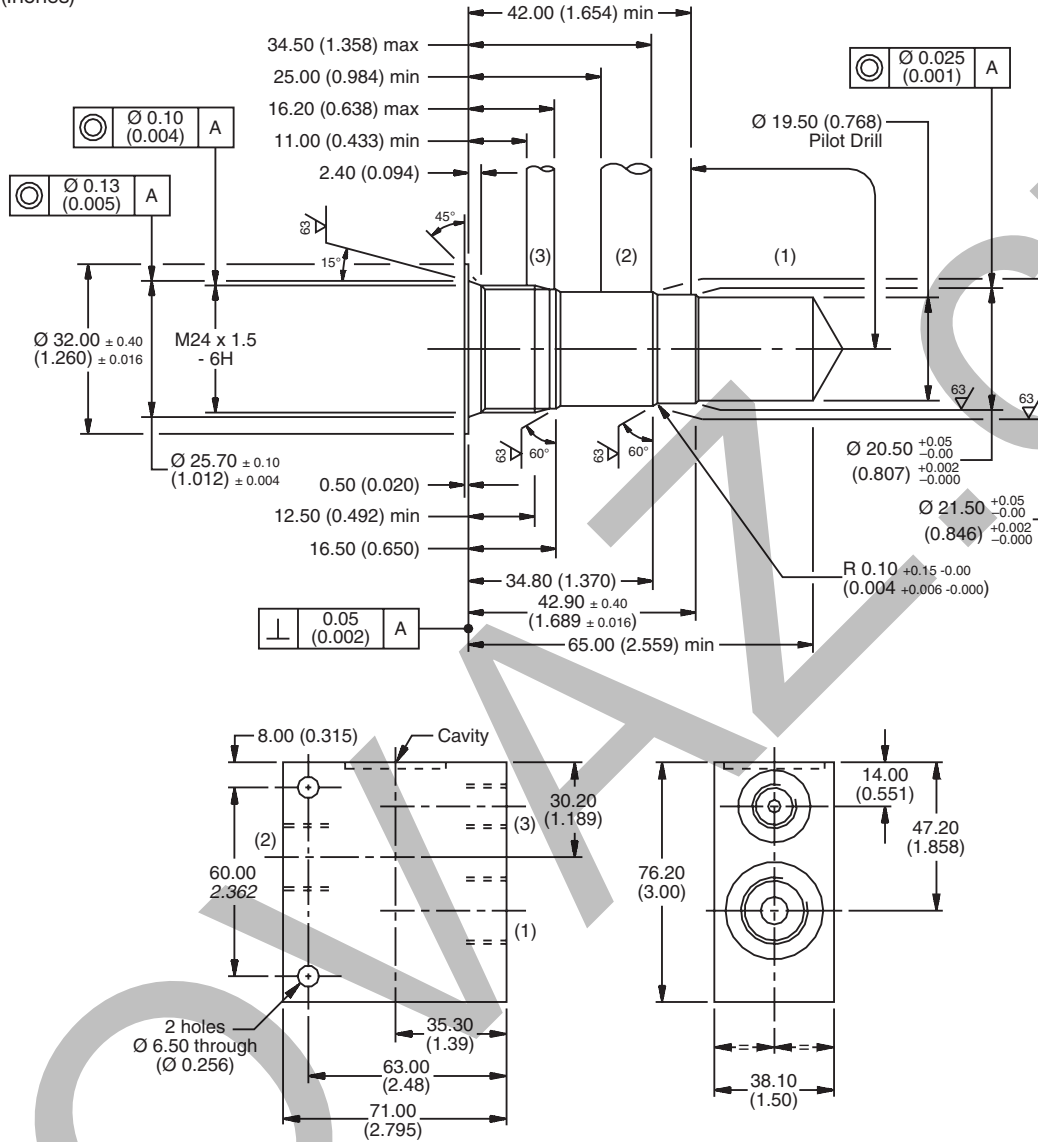 (inches)
42.00 (1.654) min
34.50 (1.358) max
25.00 (0.984) min
16.20 (0.638) max
11.00 (0.433) min
2.40 (0.094)
Ø 0.025
(0.001)
A
Ø 0.10
(0.004)
A
Ø 0.13
(0.005)
A
Ø 19.50 (0.768)
Pilot Drill
63
45°
15°
(3)
(2)
(1)
Ø 32.00 ± 0.40
(1.260) ± 0.016
M24 x 1.5
- 6H
63
63
63
60°
63
60°
Ø 25.70 ± 0.10
(1.012) ± 0.004
Ø 20.50 +0.05 -0.00
(0.807) +0.002 -0.000
0.50 (0.020)
12.50 (0.492) min
16.50 (0.650)
Ø 21.50 +0.05 -0.00
(0.846) +0.002 -0.000
34.80 (1.370)
R 0.10 +0.15 -0.00
(0.004 +0.006 -0.000)
42.90 ± 0.40
(1.689 ± 0.016)
0.05
(0.002)
A
65.00 (2.559) min
8.00 (0.315)
Cavity
30.20
(1.189)
14.00
(0.551)
(3)
(2)
47.20
(1.858)
60.00
2.362
76.20
(3.00)
(1)
2 holes
Ø 6.50 through
(Ø 0.256)
35.30
(1.39)
63.00
(2.48)
= =
38.10
(1.50)
71.00
(2.795)